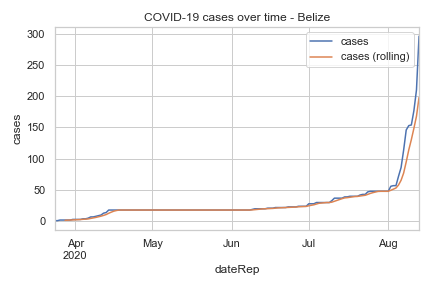 COVID-19 cases over time - Belize
cases
cases (rolling)
300
250
200
150
100
50
0
cases
Apr
2020
May
Jun
Jul
Aug
dateRep